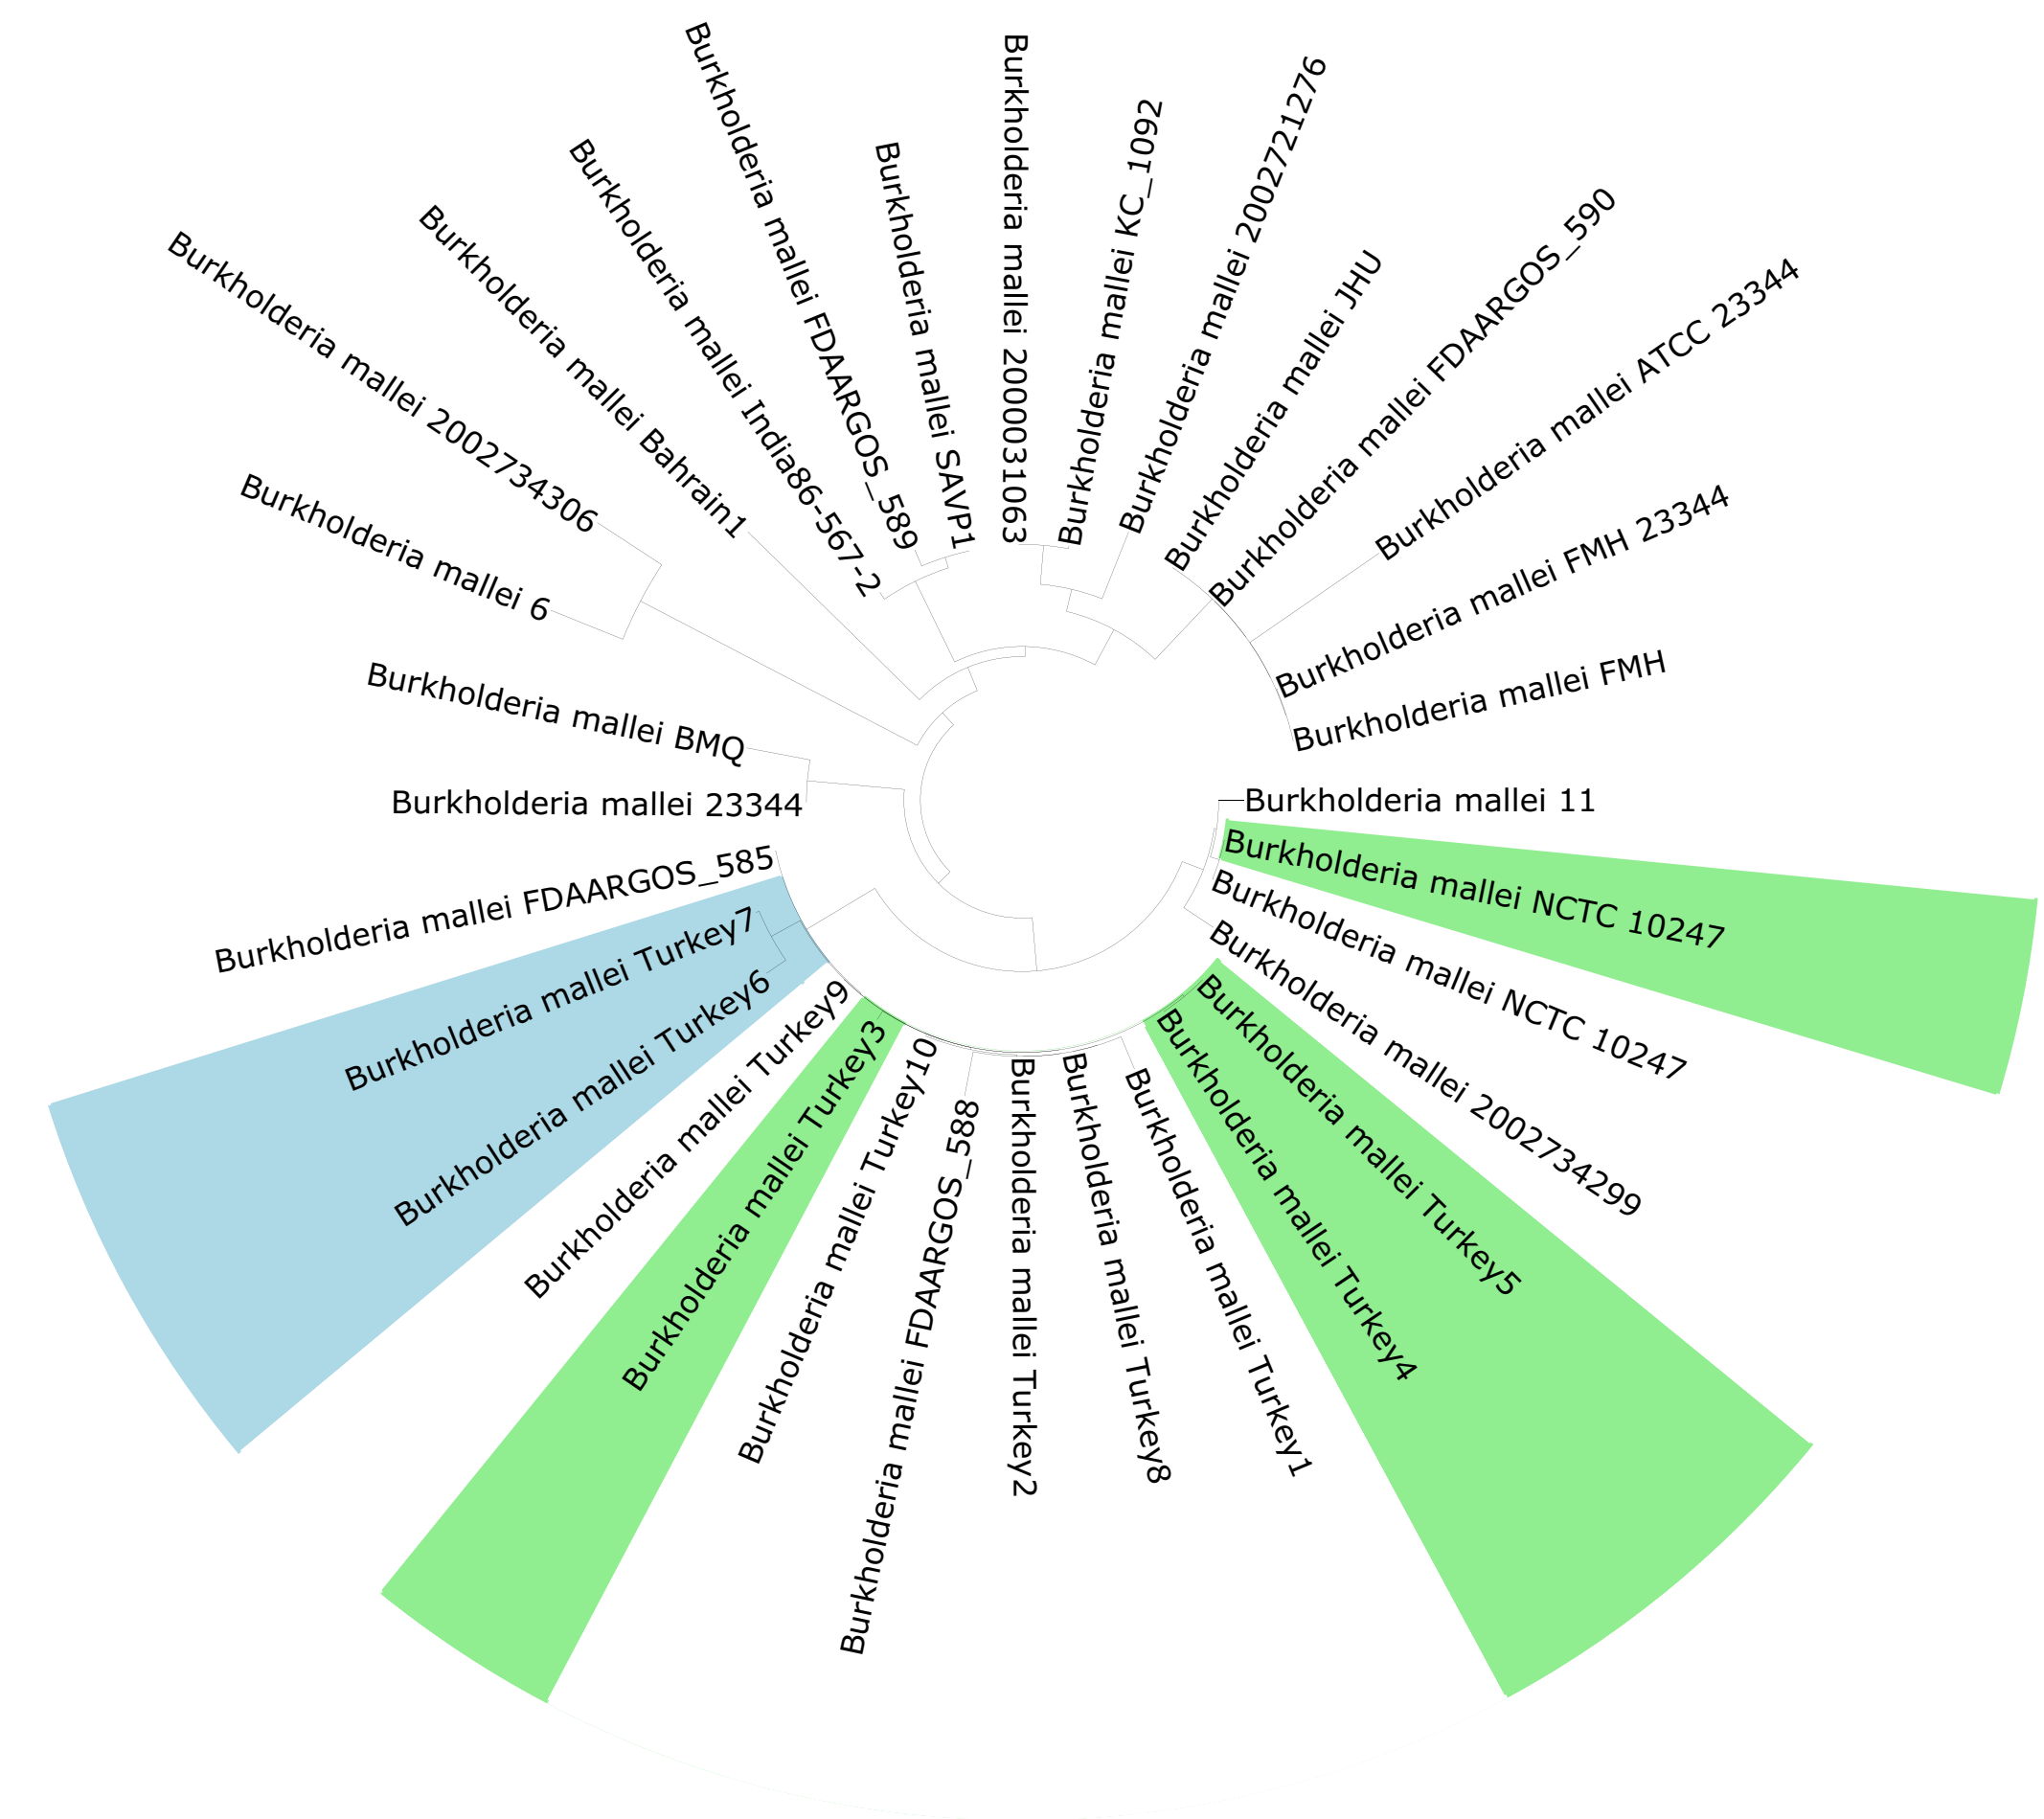 Burkholderia mallei 2000031063
Burkholderia mallei KC_1092
Burkholderia mallei 2002721276
Burkholderia mallei JHU
Burkholderia mallei FDAARGOS_590
Burkholderia mallei ATCC 23344
Burkholderia mallei FMH 23344
Burkholderia mallei FMH
Burkholderia mallei 11
Burkholderia mallei NCTC 10247
Burkholderia mallei NCTC 10247
Burkholderia mallei 2002734299
Burkholderia mallei Turkey5
Burkholderia mallei Turkey4
Burkholderia mallei Turkey1
Burkholderia mallei Turkey8
Burkholderia mallei Turkey2
Burkholderia mallei FDAARGOS_588
Burkholderia mallei Turkey10
Burkholderia mallei Turkey3
Burkholderia mallei Turkey9
Burkholderia mallei Turkey6
Burkholderia mallei Turkey7
Burkholderia mallei FDAARGOS_585
Burkholderia mallei 23344
Burkholderia mallei BMQ
Burkholderia mallei 6
Burkholderia mallei 2002734306
Burkholderia mallei Bahrain1
Burkholderia mallei India86-567-2
Burkholderia mallei FDAARGOS_589
Burkholderia mallei SAVP1